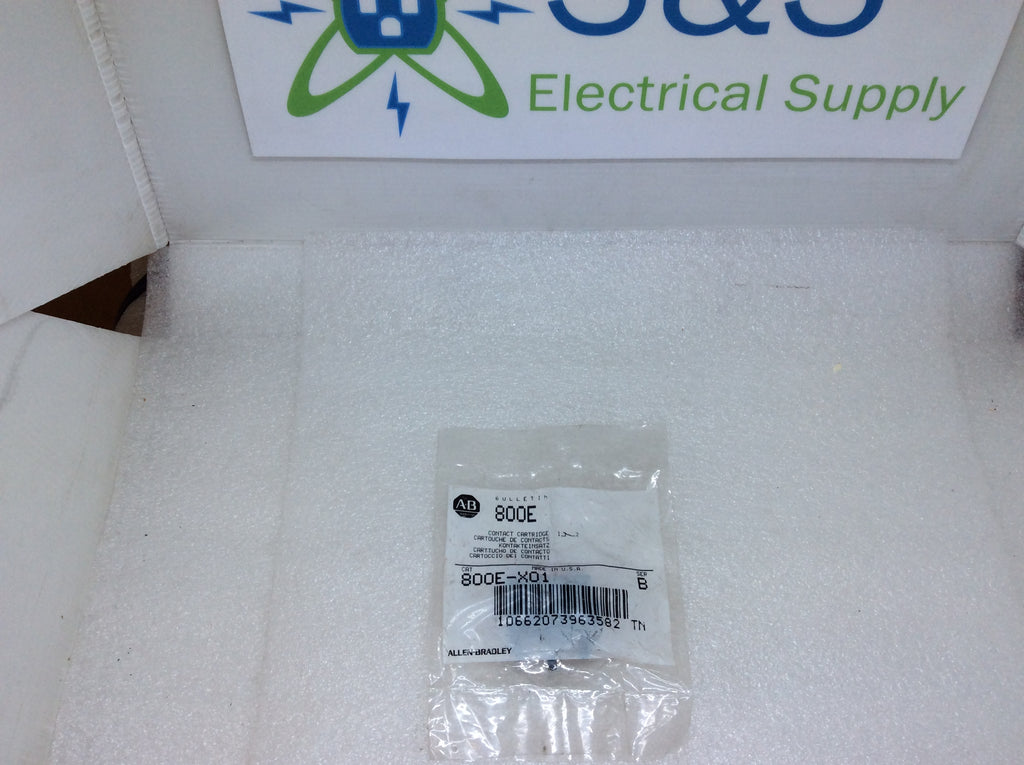 S&S
Electrical Supply
AB
BULLETIN
800E
CONTACT CARTRIDGE
CARTOUCHE DE CONTACTS
KONTAKTEINSATZ
CARTTUCHO DE CONTACTO
CARTOCCIO DEI CONTATTI
CAT
MADE IN U.S.A.
SER
800E-X01
B
10662073963582 TN
ALLEN-BRADLEY